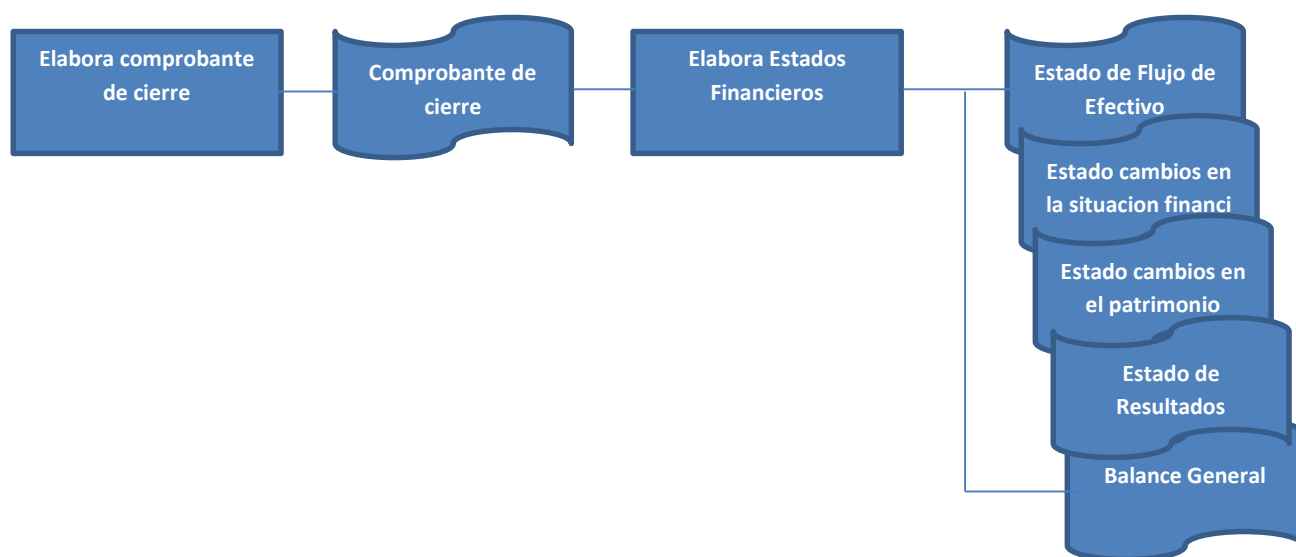 Elabora comprobante
de cierre
Comprobante de
cierre
Elabora Estados
Financieros
Estado de Flujo de
Efectivo
Estado cambios en
la situacion financi
Estado cambios en
el patrimonio
Estado de
Resultados
Balance General